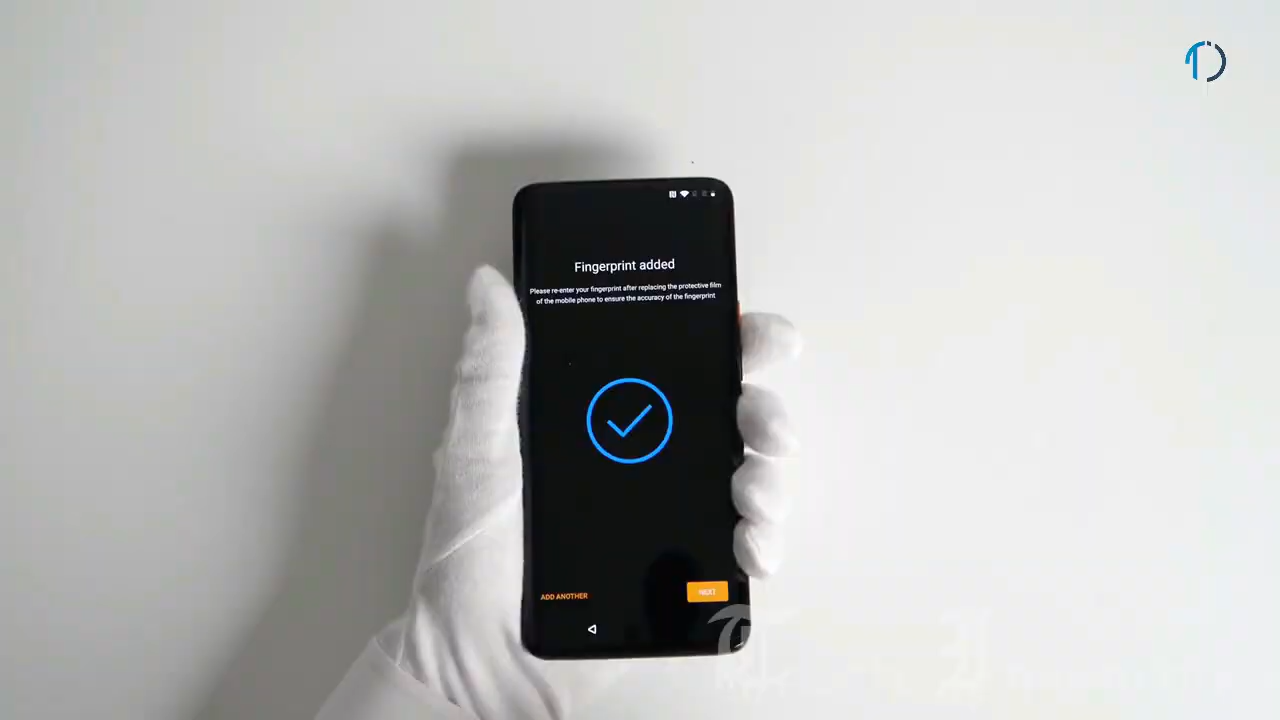 Fingerprint added
Please re-enter your fingerprint after replacing the protective film
of the mobile phone to ensure the accuracy of the fingerprint
ADD ANOTHER
NEXT